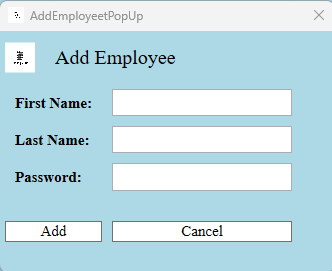 AddEmployeetPopUp
Add Employee
First Name:
Last Name:
Password:
Add Cancel